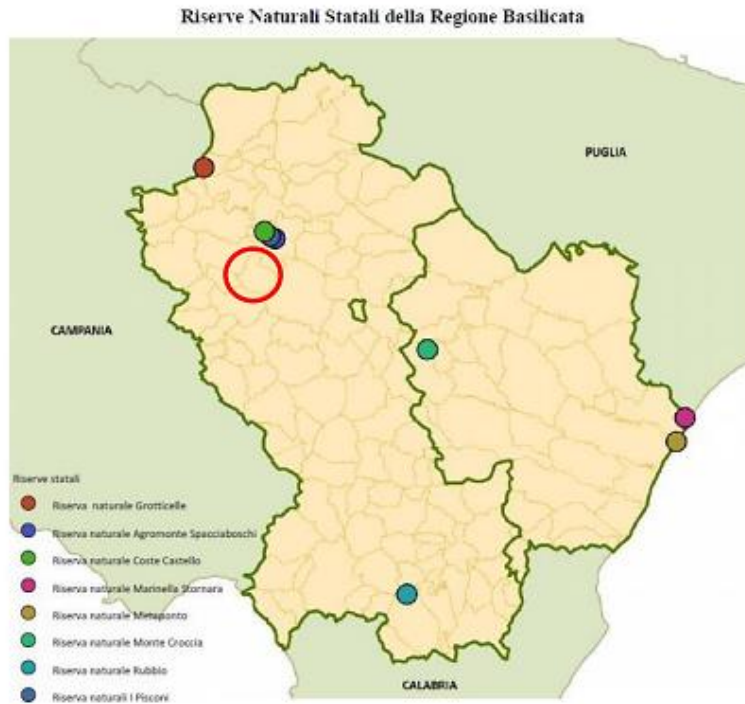 Riserve Naturali Statali della Regione Basilicata
PUGLIA
CAMPANIA
Riserve statali
Riserva naturale Grotticelle
Riserva naturale Agromonte Spacciaboschi
Riserva naturale Coste Castello
Riserva naturale Marinella Stornara
Riserva naturale Metaponto
Riserva naturale Monte Croccia
Riserva naturale Rubbio
Riserva naturali I Pisconi
CALABRIA